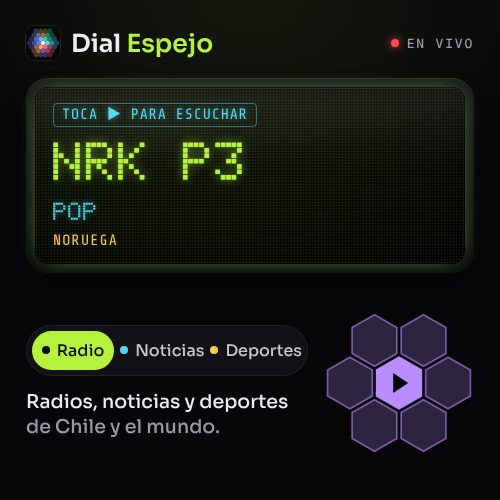 Dial Espejo
EN VIVO
TOCA ▶ PARA ESCUCHAR
NRK P3
POP
NORUEGA
Radio Noticias Deportes
Radios, noticias y deportes
de Chile y el mundo.